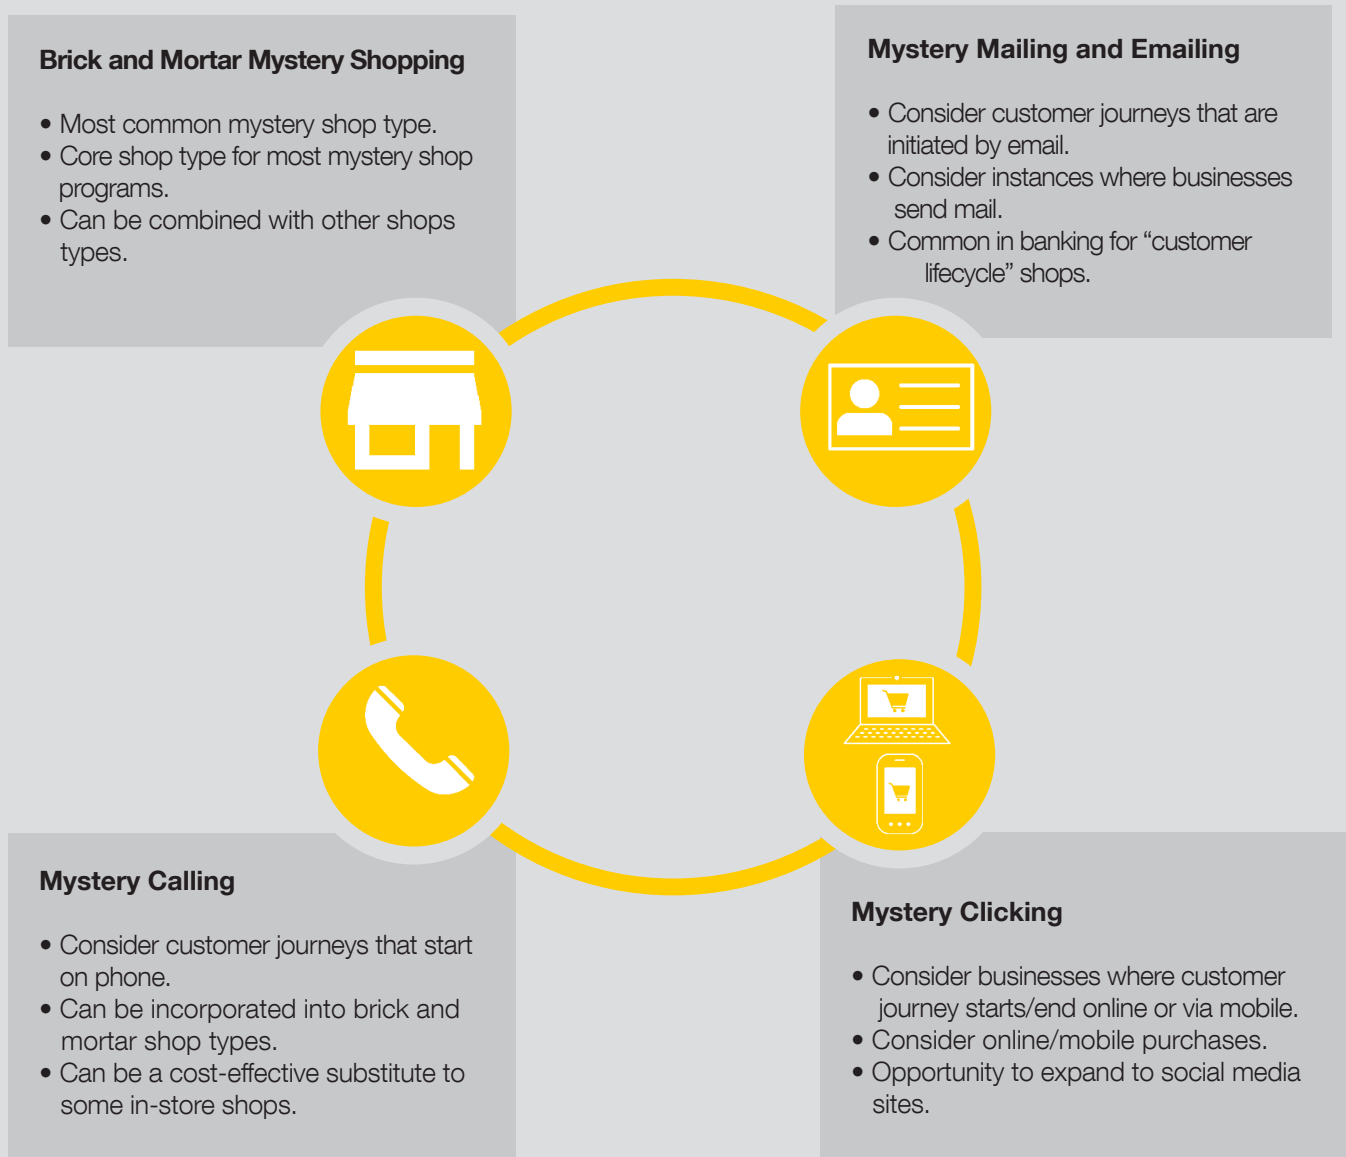 Brick and Mortar Mystery Shopping
• Most common mystery shop type.
• Core shop type for most mystery shop
programs.
• Can be combined with other shops
types.
Mystery Mailing and Emailing
• Consider customer journeys that are
initiated by email.
• Consider instances where businesses
send mail.
• Common in banking for “customer
lifecycle” shops.
Mystery Calling
• Consider customer journeys that start
on phone.
• Can be incorporated into brick and
mortar shop types.
• Can be a cost-effective substitute to
some in-store shops.
Mystery Clicking
• Consider businesses where customer
journey starts/end online or via mobile.
• Consider online/mobile purchases.
• Opportunity to expand to social media
sites.